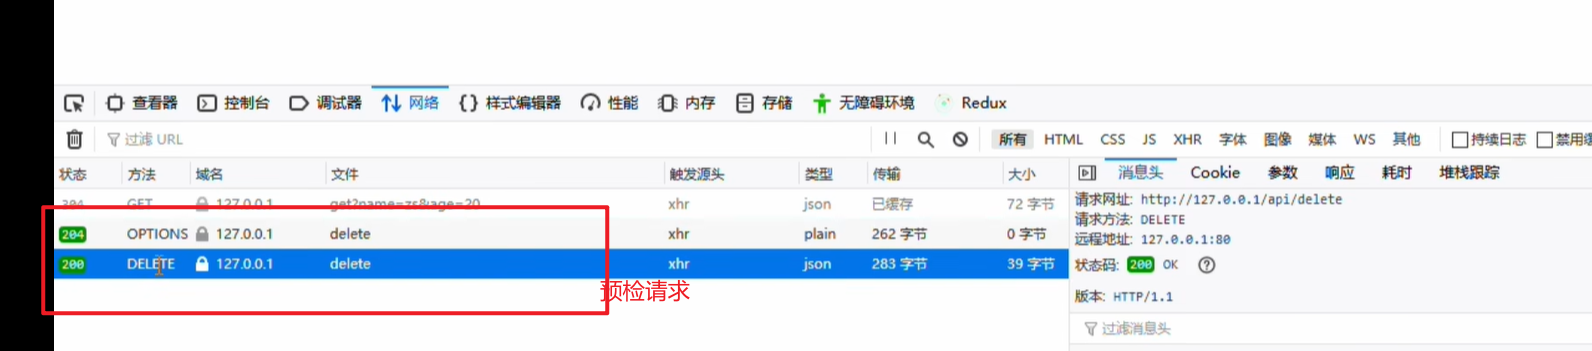 查看器 控制台 调试器 网络 样式编辑器 性能 内存 存储 无障碍环境 Redux
过滤 URL 所有 HTML CSS JS XHR 字体 图像 媒体 WS 其他 持续日志 禁用缓
状态 方法 域名 文件 触发源头 类型 传输 大小 消息头 Cookie 参数 响应 耗时 堆栈跟踪
304 GET 127.0.0.1 get?name=zs&age=20 xhr json 已缓存 72 字节
请求网址: http://127.0.0.1/api/delete
请求方法: DELETE
204 OPTIONS 127.0.0.1 delete xhr plain 262 字节 0 字节
远程地址: 127.0.0.1:80
200 DELETE 127.0.0.1 delete xhr json 283 字节 39 字节
状态码: 200 OK
预检请求
版本: HTTP/1.1
过滤消息头